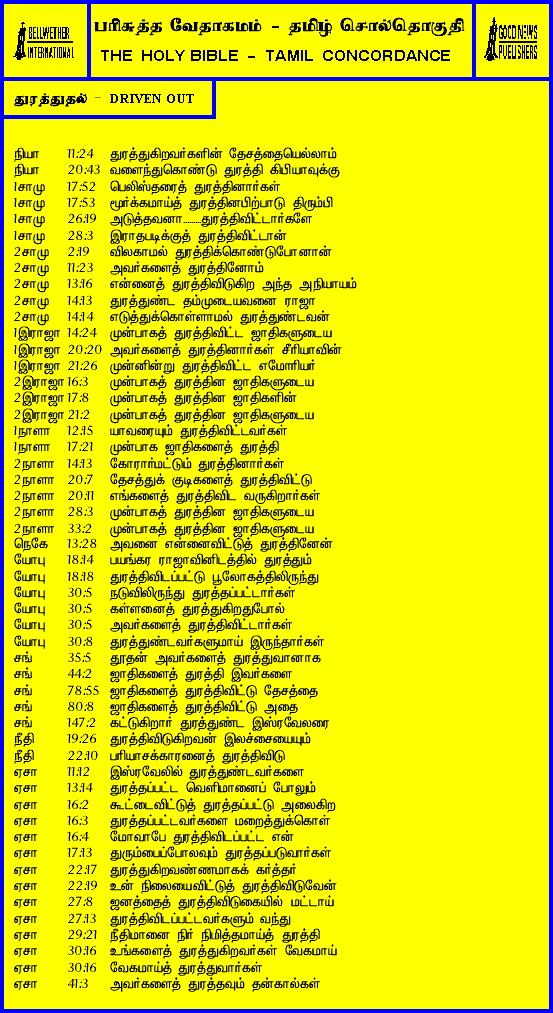 BELLWETHER
INTERNATIONAL
பரிசுத்த வேதாகமம் - தமிழ் சொல்தொகுதி
THE HOLY BIBLE - TAMIL CONCORDANCE
GOOD NEWS
PUBLISHERS
துரத்துதல் - DRIVEN OUT
நியா 11:24 துரத்துகிறவர்களின் தேசத்தையெல்லாம்
நியா 20:43 வளைந்துகொண்டு துரத்தி கிபியாவுக்கு
1சாமு 17:52 பெலிஸ்தரைத் துரத்தினார்கள்
1சாமு 17:53 மூர்க்கமாய்த் துரத்தினபிற்பாடு திரும்பி
1சாமு 26:19 அடுத்தவனா.........துரத்திவிட்டார்களே
1சாமு 28:3 இராதபடிக்குத் துரத்திவிட்டான்
2சாமு 2:19 விலகாமல் துரத்திக்கொண்டுபோனான்
2சாமு 11:23 அவர்களைத் துரத்தினோம்
2சாமு 13:16 என்னைத் துரத்திவிடுகிற அந்த அநியாயம்
2சாமு 14:13 துரத்துண்ட தம்முடையவனை ராஜா
2சாமு 14:14 எடுத்துக்கொள்ளாமல் துரத்துண்டவன்
1இராஜா 14:24 முன்பாகத் துரத்திவிட்ட ஜாதிகளுடைய
1இராஜா 20:20 அவர்களைத் துரத்தினார்கள் சீரியாவின்
1இராஜா 21:26 முன்னின்று துரத்திவிட்ட எமோரியர்
2இராஜா 16:3 முன்பாகத் துரத்தின ஜாதிகளுடைய
2இராஜா 17:8 முன்பாகத் துரத்தின ஜாதிகளின்
2இராஜா 21:2 முன்பாகத் துரத்தின ஜாதிகளுடைய
1நாளா 12:15 யாவரையும் துரத்திவிட்டவர்கள்
1நாளா 17:21 முன்பாக ஜாதிகளைத் துரத்தி
2நாளா 14:13 கோரார்மட்டும் துரத்தினார்கள்
2நாளா 20:7 தேசத்துக் குடிகளைத் துரத்திவிட்டு
2நாளா 20:11 எங்களைத் துரத்திவிட வருகிறார்கள்
2நாளா 28:3 முன்பாகத் துரத்தின ஜாதிகளுடைய
2நாளா 33:2 முன்பாகத் துரத்தின ஜாதிகளுடைய
நெகே 13:28 அவனை என்னைவிட்டுத் துரத்தினேன்
யோபு 18:14 பயங்கர ராஜாவினிடத்தில் துரத்தும்
யோபு 18:18 துரத்திவிடப்பட்டு பூலோகத்திலிருந்து
யோபு 30:5 நடுவிலிருந்து துரத்தப்பட்டார்கள்
யோபு 30:5 கள்ளனைத் துரத்துகிறதுபோல்
யோபு 30:5 அவர்களைத் துரத்திவிட்டார்கள்
யோபு 30:8 துரத்துண்டவர்களுமாய் இருந்தார்கள்
சங் 35:5 தூதன் அவர்களைத் துரத்துவானாக
சங் 44:2 ஜாதிகளைத் துரத்தி இவர்களை
சங் 78:55 ஜாதிகளைத் துரத்திவிட்டு தேசத்தை
சங் 80:8 ஜாதிகளைத் துரத்திவிட்டு அதை
சங் 147:2 கட்டுகிறார் துரத்துண்ட இஸ்ரவேலரை
நீதி 19:26 துரத்திவிடுகிறவன் இலச்சையையும்
நீதி 22:10 பரியாசக்காரனைத் துரத்திவிடு
ஏசா 11:12 இஸ்ரவேலில் துரத்துண்டவர்களை
ஏசா 13:14 துரத்தப்பட்ட வெளிமானைப் போலும்
ஏசா 16:2 கூட்டைவிட்டுத் துரத்தப்பட்டு அலைகிற
ஏசா 16:3 துரத்தப்பட்டவர்களை மறைத்துக்கொள்
ஏசா 16:4 மோவாபே துரத்திவிடப்பட்ட என்
ஏசா 17:13 துரும்பைப்போலவும் துரத்தப்படுவார்கள்
ஏசா 22:17 துரத்துகிறவண்ணமாகக் கர்த்தர்
ஏசா 22:19 உன் நிலையைவிட்டுத் துரத்திவிடுவேன்
ஏசா 27:8 ஜனத்தைத் துரத்திவிடுகையில் மட்டாய்
ஏசா 27:13 துரத்திவிடப்பட்டவர்களும் வந்து
ஏசா 29:21 நீதிமானை நிர் நிமித்தமாய்த் துரத்தி
ஏசா 30:16 உங்களைத் துரத்துகிறவர்கள் வேகமாய்
ஏசா 30:16 வேகமாய்த் துரத்துவார்கள்
ஏசா 41:3 அவர்களைத் துரத்தவும் தன்கால்கள்